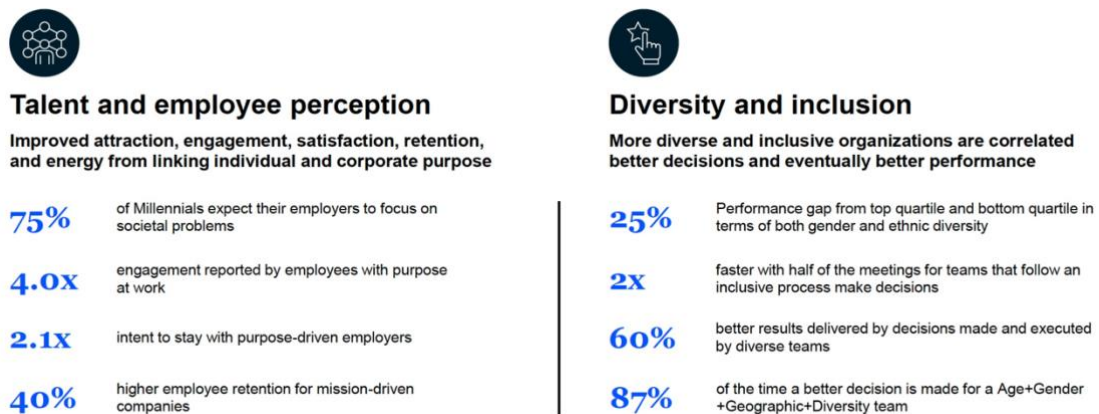 Talent and employee perception
Improved attraction, engagement, satisfaction, retention,
and energy from linking individual and corporate purpose
75%
of Millennials expect their employers to focus on
societal problems
4.0x
engagement reported by employees with purpose
at work
2.1x
intent to stay with purpose-driven employers
40%
higher employee retention for mission-driven
companies
Diversity and inclusion
More diverse and inclusive organizations are correlated
better decisions and eventually better performance
25%
Performance gap from top quartile and bottom quartile in
terms of both gender and ethnic diversity
2x
faster with half of the meetings for teams that follow an
inclusive process make decisions
60%
better results delivered by decisions made and executed
by diverse teams
87%
of the time a better decision is made for a Age+Gender
+Geographic+Diversity team